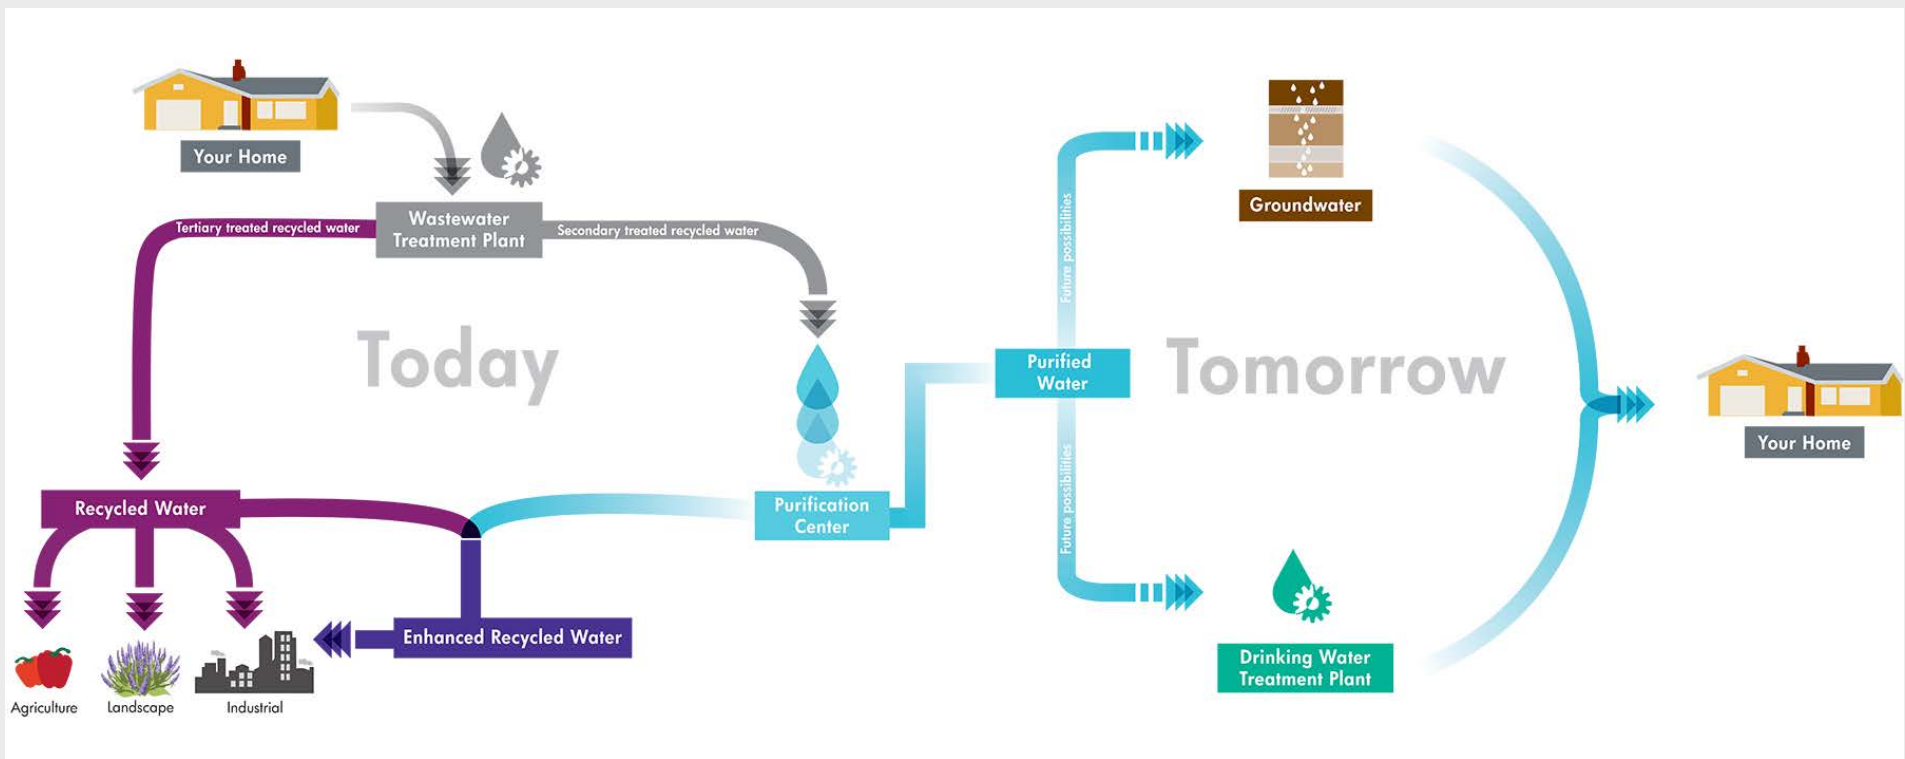 Your Home
Wastewater
Treatment Plant
Tertiary treated recycled water
Secondary treated recycled water
Today
Recycled Water
Purification
Center
Enhanced Recycled Water
Agriculture
Landscape
Industrial
Future possibilities
Groundwater
Purified
Water
Tomorrow
Your Home
Future possibilities
Drinking Water
Treatment Plant